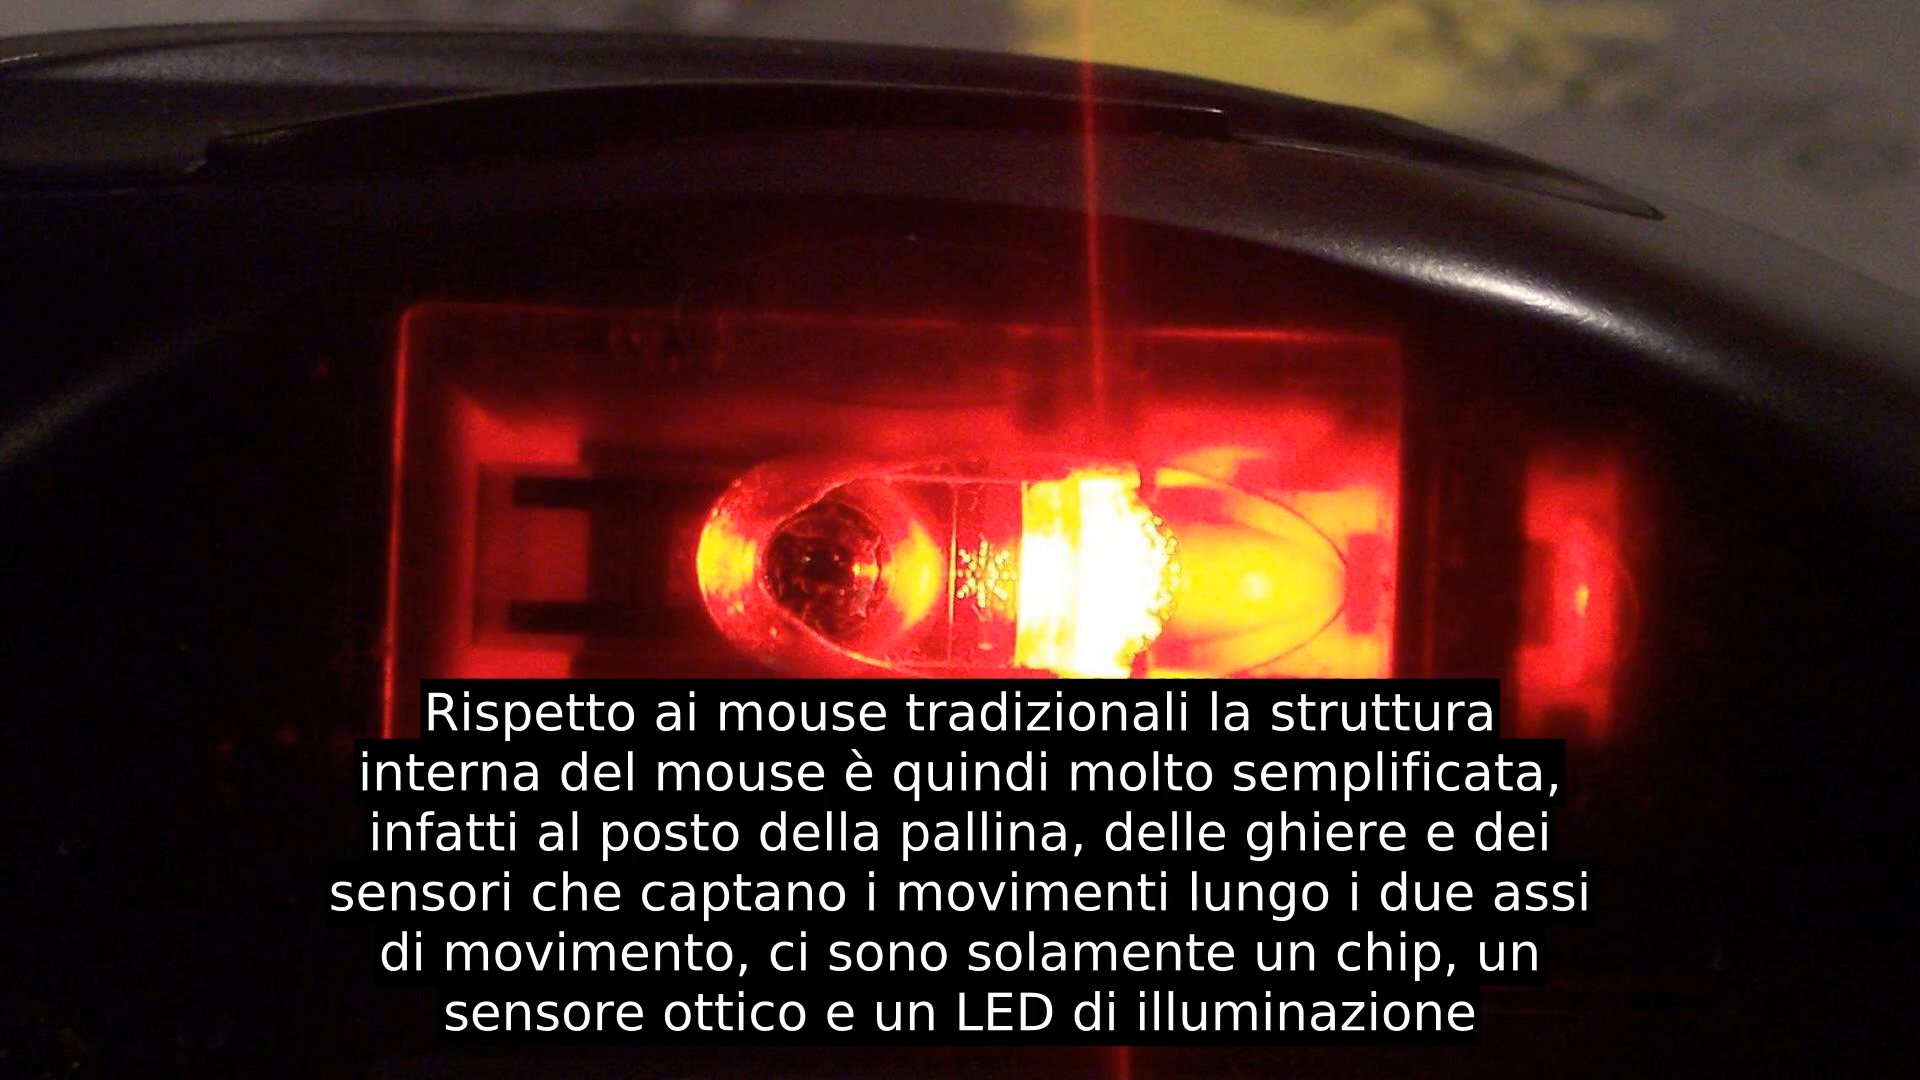 Rispetto ai mouse tradizionali la struttura
interna del mouse è quindi molto semplificata,
infatti al posto della pallina, delle ghiere e dei
sensori che captano i movimenti lungo i due assi
di movimento, ci sono solamente un chip, un
sensore ottico e un LED di illuminazione